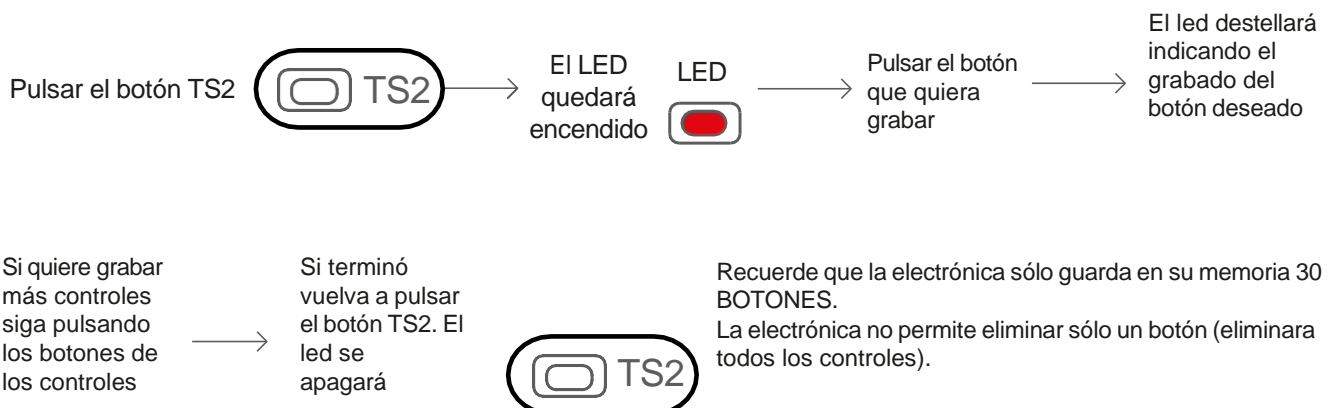 Pulsar el botón TS2
TS2
El LED
quedará
encendido
LED
Pulsar el botón
que quiera
grabar
El led destellará
indicando el
grabado del
botón deseado
Si quiere grabar
más controles
siga pulsando
los botones de
los controles
Si terminó
vuelva a pulsar
el botón TS2. El
led se
apagará
TS2
Recuerde que la electrónica sólo guarda en su memoria 30
BOTONES.
La electrónica no permite eliminar sólo un botón (eliminara
todos los controles).